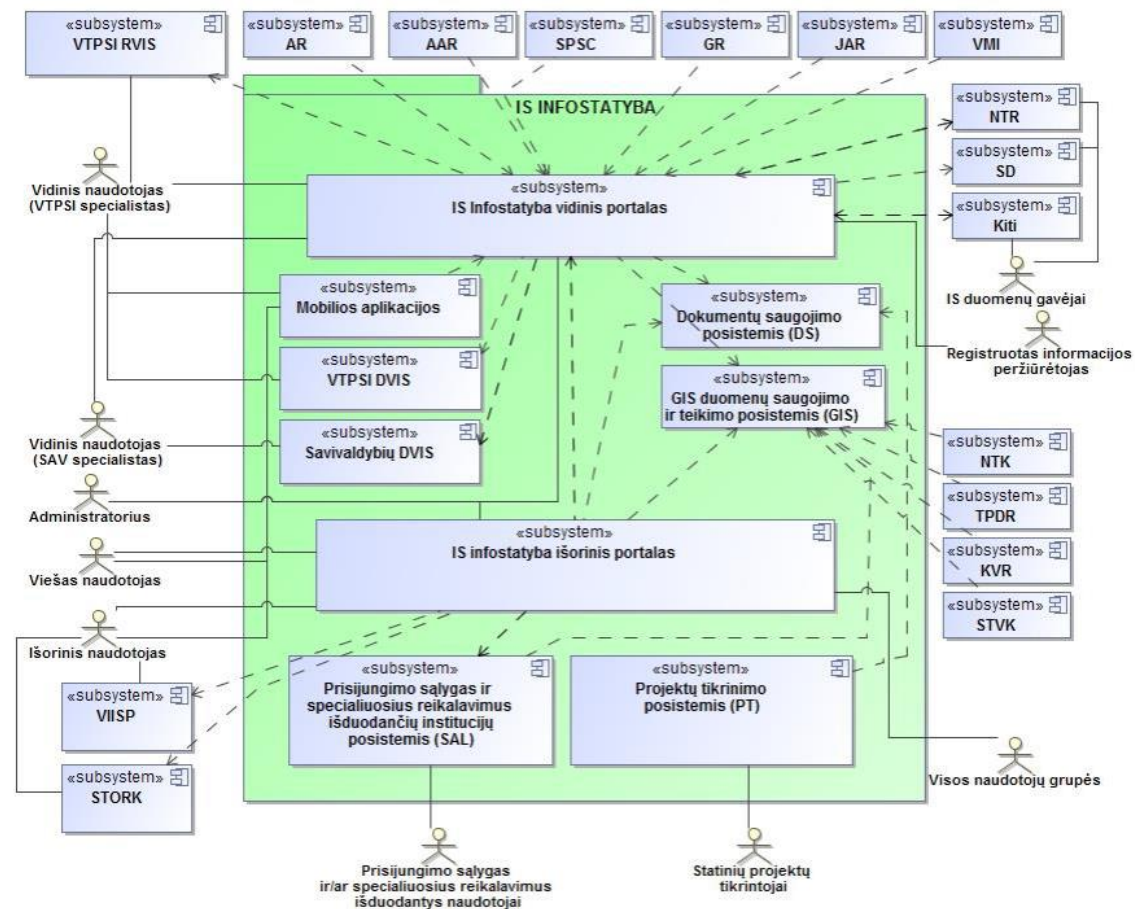 «subsystem»
VTPSI RVIS
«subsystem»
AR
«subsystem»
AAR
«subsystem»
SPSC
«subsystem»
GR
«subsystem»
JAR
«subsystem»
VMI
IS INFOSTATYBA
«subsystem»
NTR
«subsystem»
SD
«subsystem»
Kiti
IS duomenų gavėjai
Registruotas informacijos
peržiūrėtojas
Vidinis naudotojas
(VTPSI specialistas)
«subsystem»
IS Infostatyba vidinis portalas
«subsystem»
Mobilios aplikacijos
«subsystem»
VTPSI DVIS
«subsystem»
Savivaldybių DVIS
«subsystem»
Dokumentų saugojimo
posistemis (DS)
«subsystem»
GIS duomenų saugojimo
ir teikimo posistemis (GIS)
Vidinis naudotojas
(SAV specialistas)
Administratorius
Viešas naudotojas
Išorinis naudotojas
«subsystem»
NTK
«subsystem»
TPDR
«subsystem»
KVR
«subsystem»
STVK
«subsystem»
IS infostatyba išorinis portalas
«subsystem»
VIISP
«subsystem»
STORK
«subsystem»
Prisijungimo sąlygas ir
specialiuosius reikalavimus
išduodančių institucijų
posistemis (SAL)
«subsystem»
Projektų tikrinimo
posistemis (PT)
Visos naudotojų grupės
Prisijungimo sąlygas
ir/ar specialiuosius reikalavimus
išduodantys naudotojai
Statinių projektų
tikrintojai